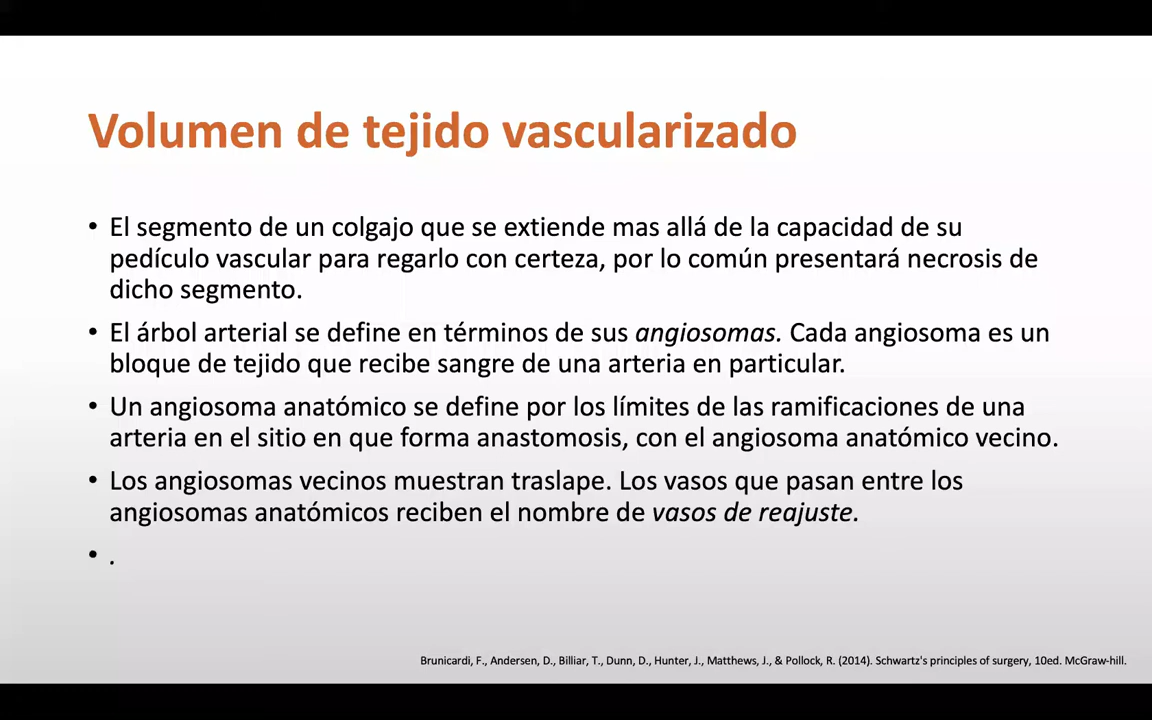 Volumen de tejido vascularizado
• El segmento de un colgajo que se extiende mas allá de la capacidad de su
pedículo vascular para regarlo con certeza, por lo común presentará necrosis de
dicho segmento.
• El árbol arterial se define en términos de sus angiosomas. Cada angiosoma es un
bloque de tejido que recibe sangre de una arteria en particular.
• Un angiosoma anatómico se define por los límites de las ramificaciones de una
arteria en el sitio en que forma anastomosis, con el angiosoma anatómico vecino.
• Los angiosomas vecinos muestran traslape. Los vasos que pasan entre los
angiosomas anatómicos reciben el nombre de vasos de reajuste.
• .
Brunicardi, F., Andersen, D., Billiar, T., Dunn, D., Hunter, J., Matthews, J., & Pollock, R. (2014). Schwartz's principles of surgery, 10ed. McGraw-hill.